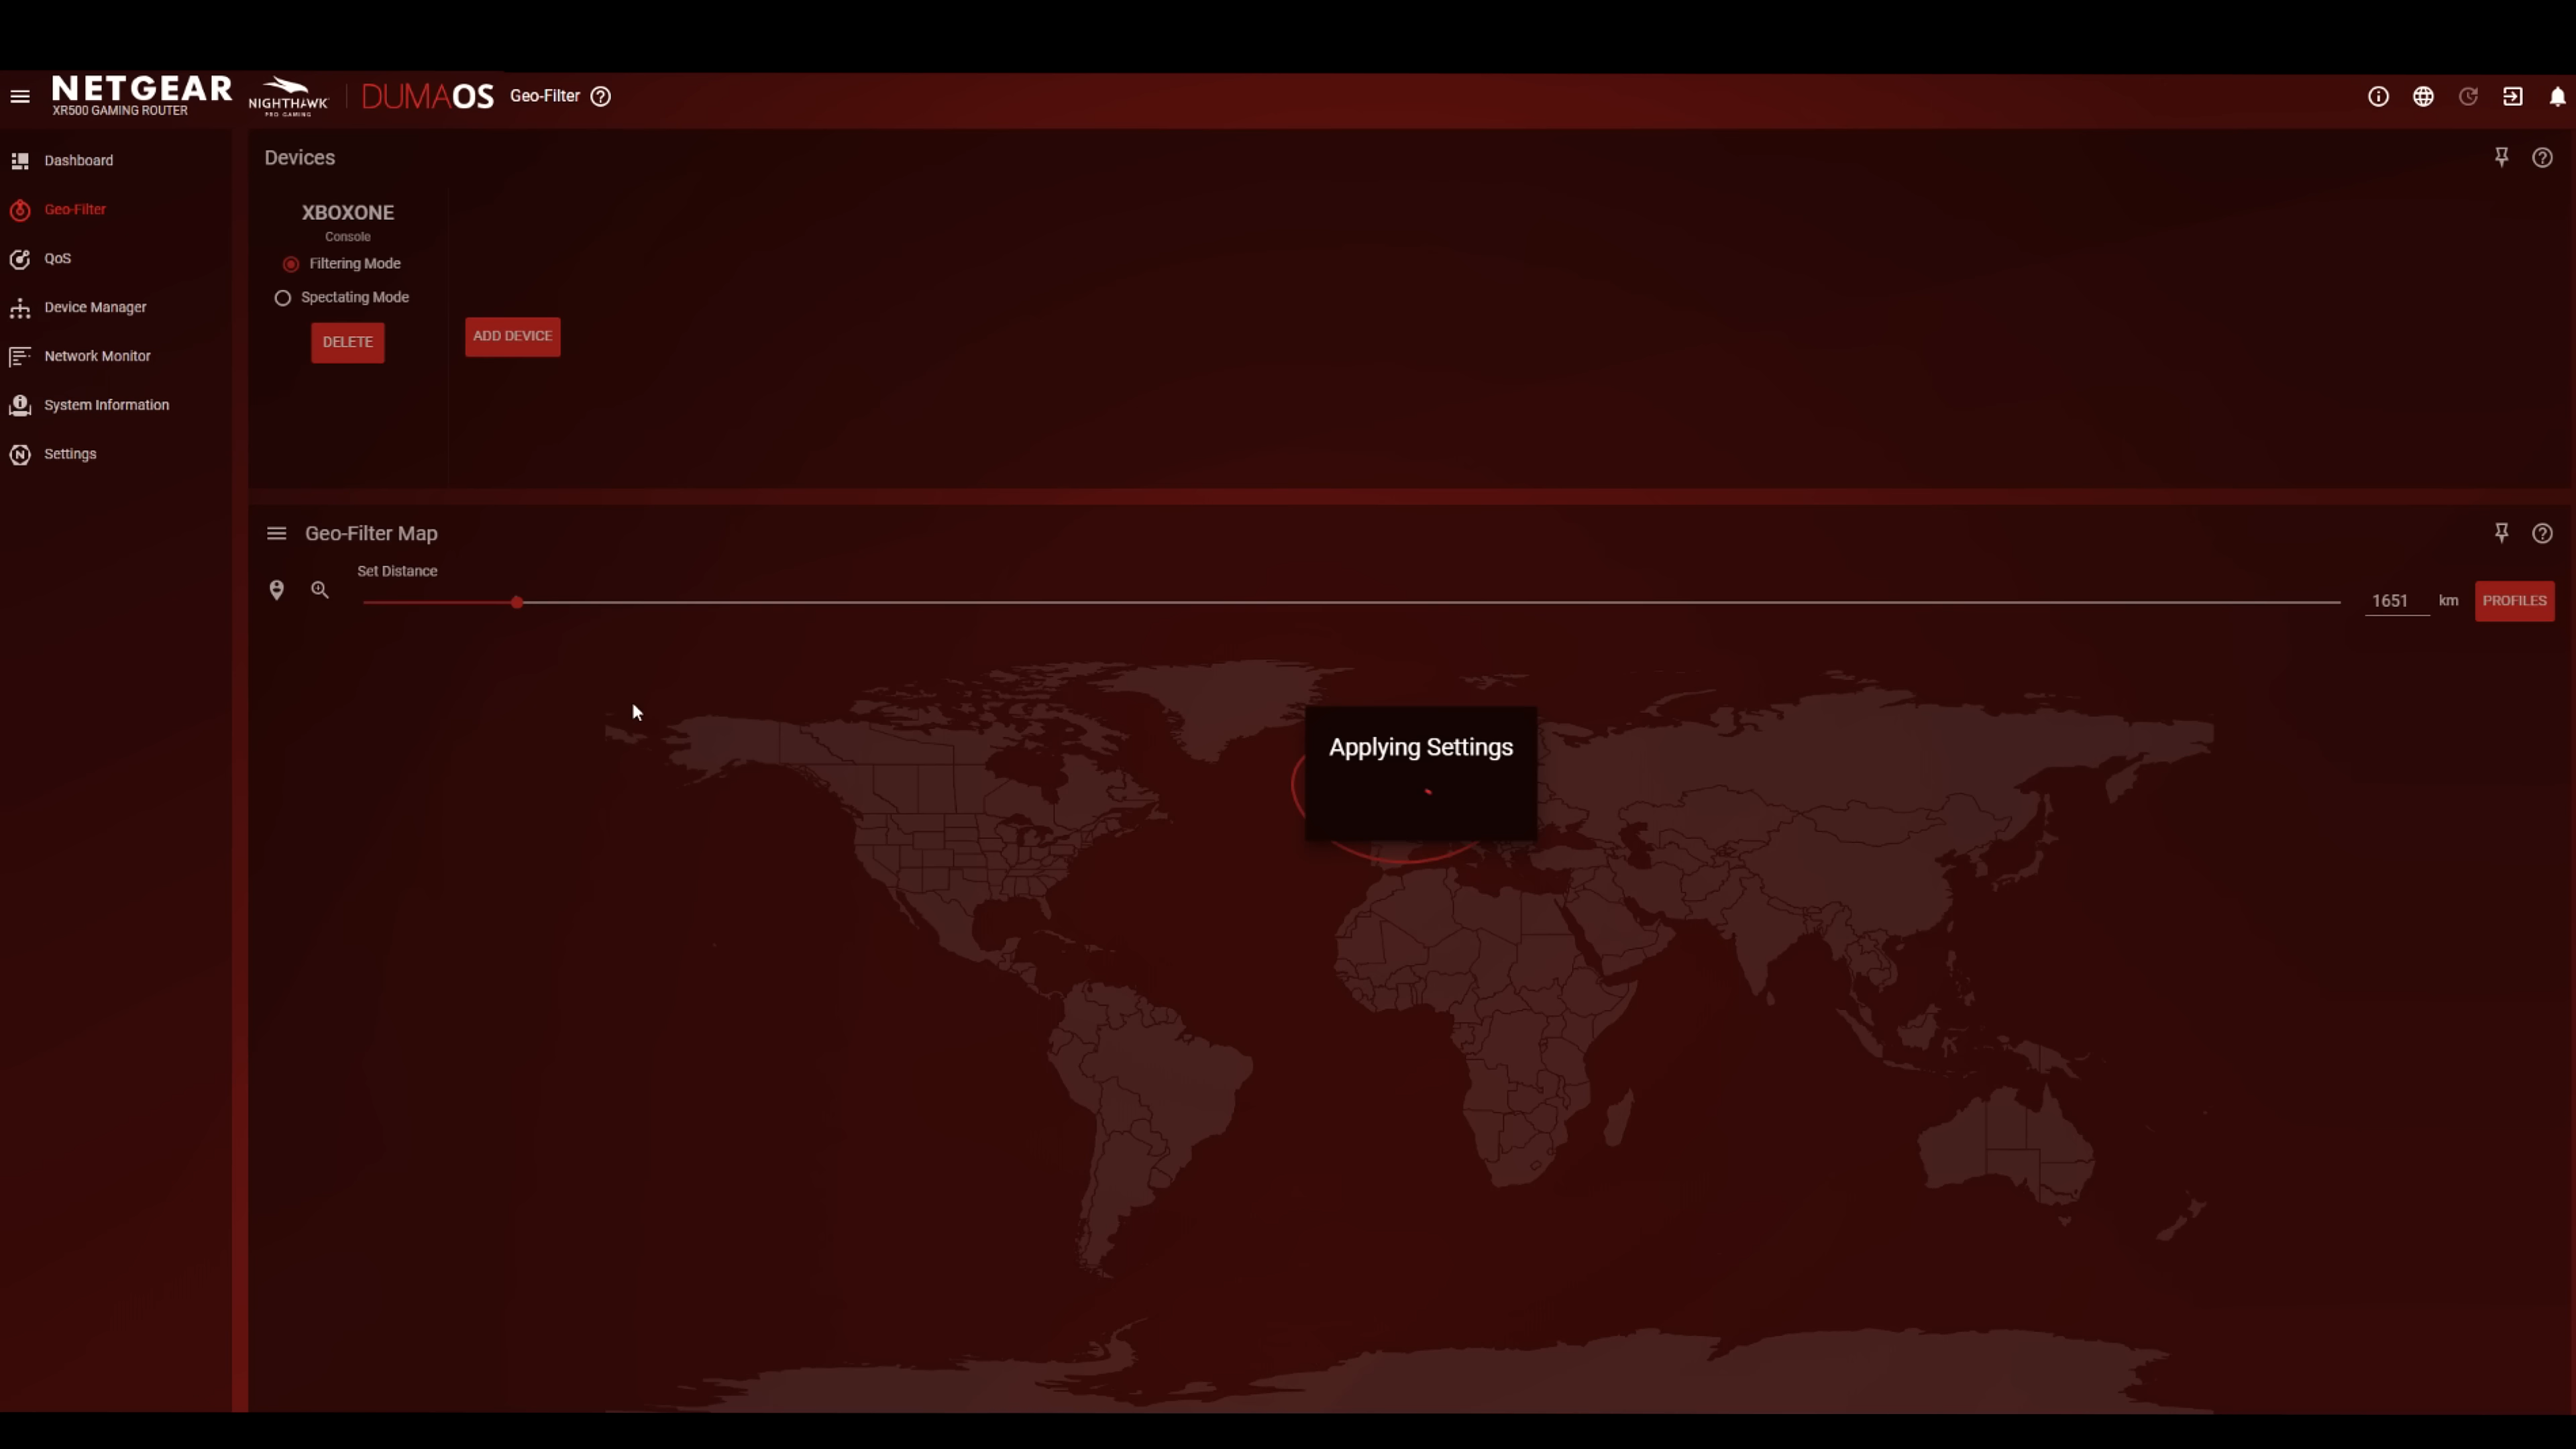 NETGEAR
XR500 GAMING ROUTER
NIGHTHAWK
PRO GAMING
DUMAOS
Geo-Filter
Dashboard
Geo-Filter
QoS
Device Manager
Network Monitor
System Information
Settings
Devices
XBOXONE
Console
Filtering Mode
Spectating Mode
DELETE
ADD DEVICE
Geo-Filter Map
Set Distance
1651 km
PROFILES
Applying Settings